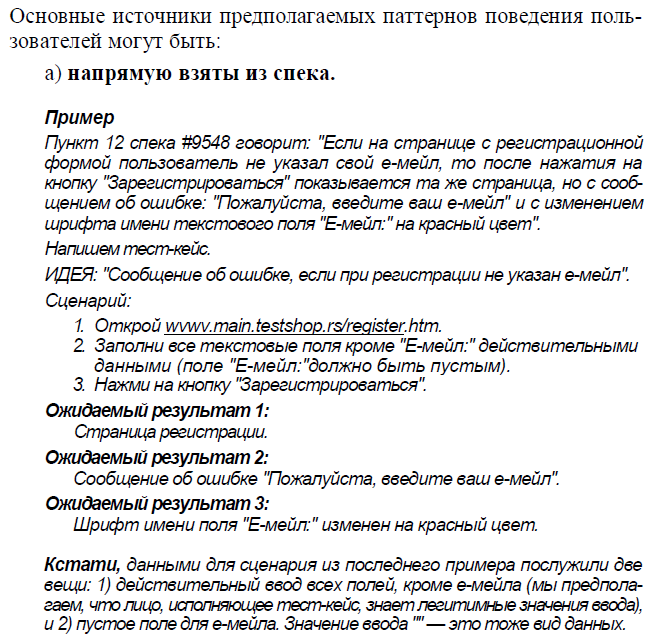 Основные источники предполагаемых паттернов поведения поль-
зователей могут быть:
а) напрямую взяты из спека.
Пример
Пункт 12 спека #9548 говорит: "Если на странице с регистрационной
формой пользователь не указал свой е-мейл, то после нажатия на
кнопку "Зарегистрироваться" показывается та же страница, но с сооб-
щением об ошибке: "Пожалуйста, введите ваш е-мейл" и с изменением
шрифта имени текстового поля "Е-мейл:" на красный цвет".
Напишем тест-кейс.
ИДЕЯ: "Сообщение об ошибке, если при регистрации не указан е-мейл".
Сценарий:
1. Открой wvwv.main.testshop.rs/register.htm.
2. Заполни все текстовые поля кроме "Е-мейл:" действительными
данными (поле "Е-мейл:"должно быть пустым).
3. Нажми на кнопку "Зарегистрироваться".
Ожидаемый результат 1:
Страница регистрации.
Ожидаемый результат 2:
Сообщение об ошибке "Пожалуйста, введите ваш е-мейл".
Ожидаемый результат 3:
Шрифт имени поля "Е-мейл:" изменен на красный цвет.
Кстати, данными для сценария из последнего примера послужили две
вещи: 1) действительный ввод всех полей, кроме е-мейла (мы предпола-
гаем, что лицо, исполняющее тест-кейс, знает легитимные значения ввода),
и 2) пустое поле для е-мейла. Значение ввода "" — это тоже вид данных.